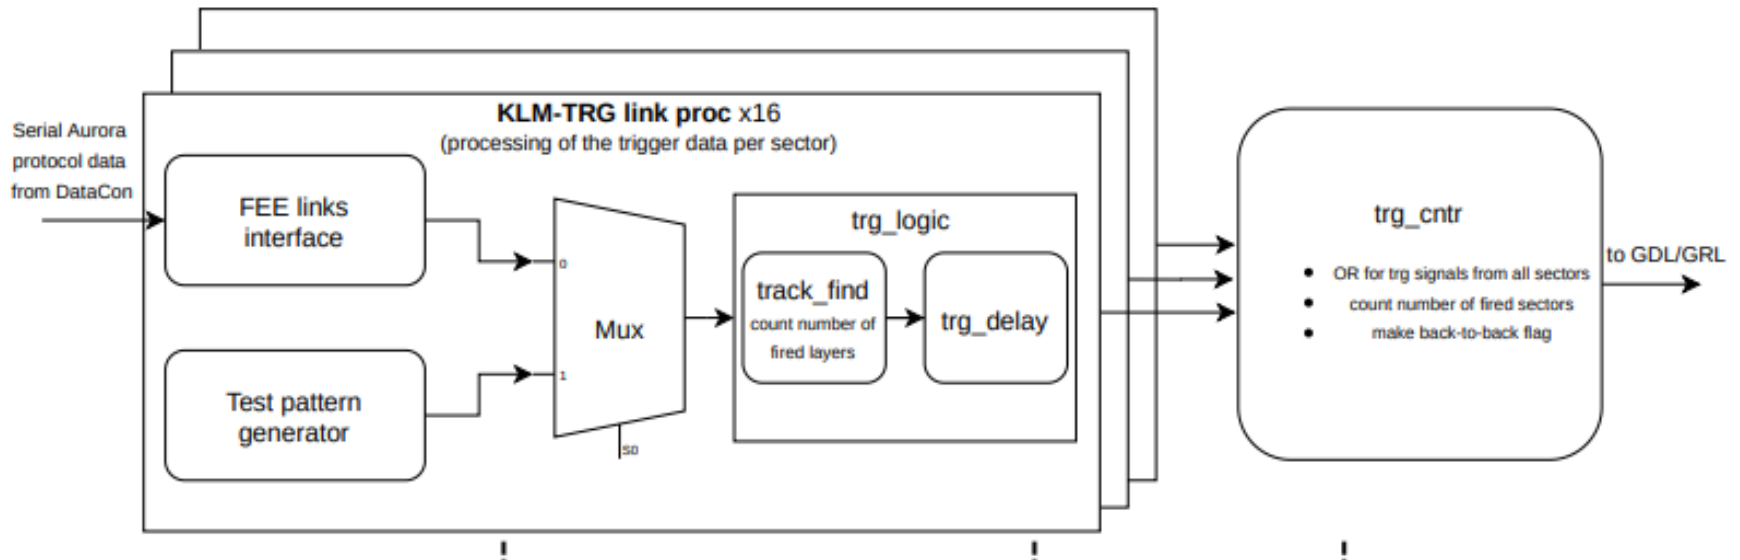 KLM-TRG link proc x16
(processing of the trigger data per sector)
Serial Aurora
protocol data
from DataCon
FEE links
interface
Test pattern
generator
0
1
Mux
S0
trg_logic
track_find
count number of
fired layers
trg_delay
trg_cntr
• OR for trg signals from all sectors
• count number of fired sectors
• make back-to-back flag
to GDL/GRL